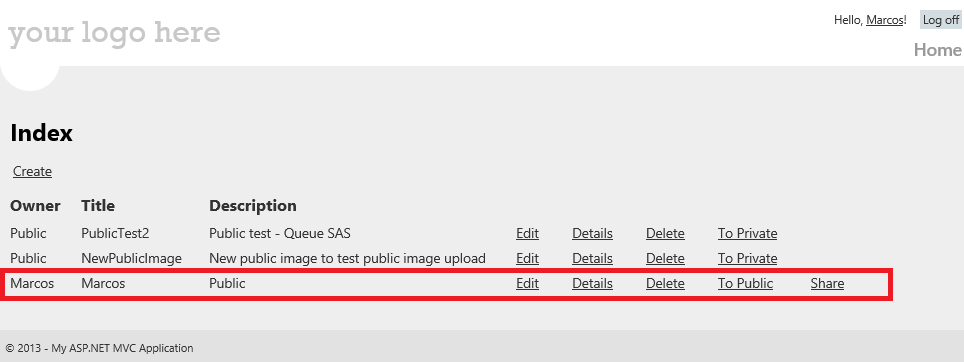 Hello, Marcos! Log off
your logo here
Home
Index
Create
Owner Title Description
Public PublicTest2 Public test - Queue SAS Edit Details Delete To Private
Public NewPublicImage New public image to test public image upload Edit Details Delete To Private
Marcos Marcos Public Edit Details Delete To Public Share
© 2013 - My ASP.NET MVC Application